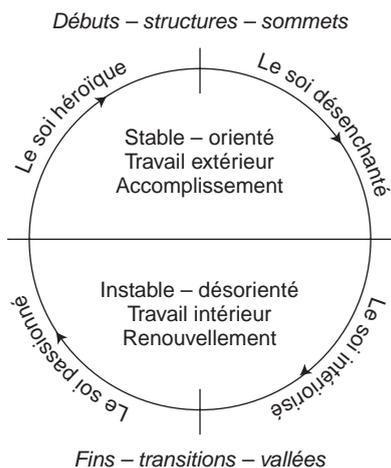 Débuts – structures – sommets
Le soi héroïque
Le soi désenchanté
Stable – orienté
Travail extérieur
Accomplissement
Instable – désorienté
Travail intérieur
Renouvellement
Le soi passionné
Le soi intériorisé
Fins – transitions – vallées